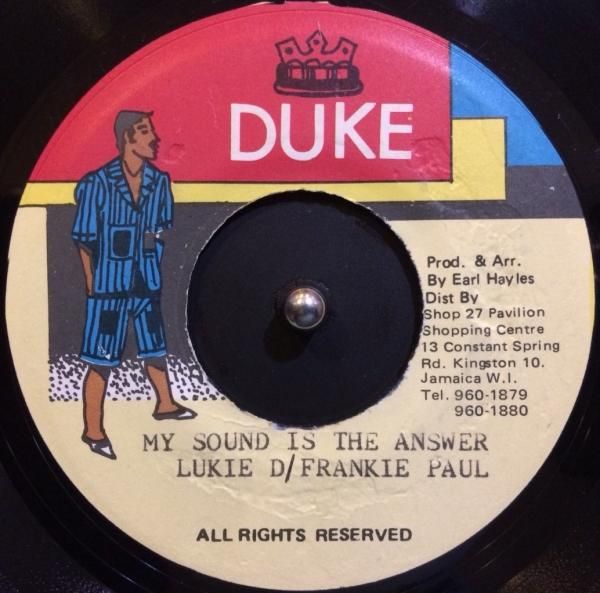 DUKE
Prod. & Arr.
By Earl Hayles
Dist By
Shop 27 Pavilion
Shopping Centre
13 Constant Spring
Rd. Kingston 10.
Jamaica W.I.
Tel. 960-1879
960-1880
MY SOUND IS THE ANSWER
LUKIE D/FRANKIE PAUL
ALL RIGHTS RESERVED